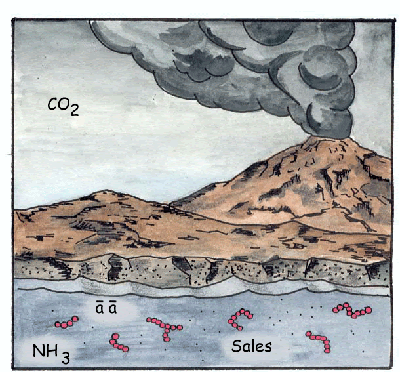 CO₂
ā ā
Sales
NH₃